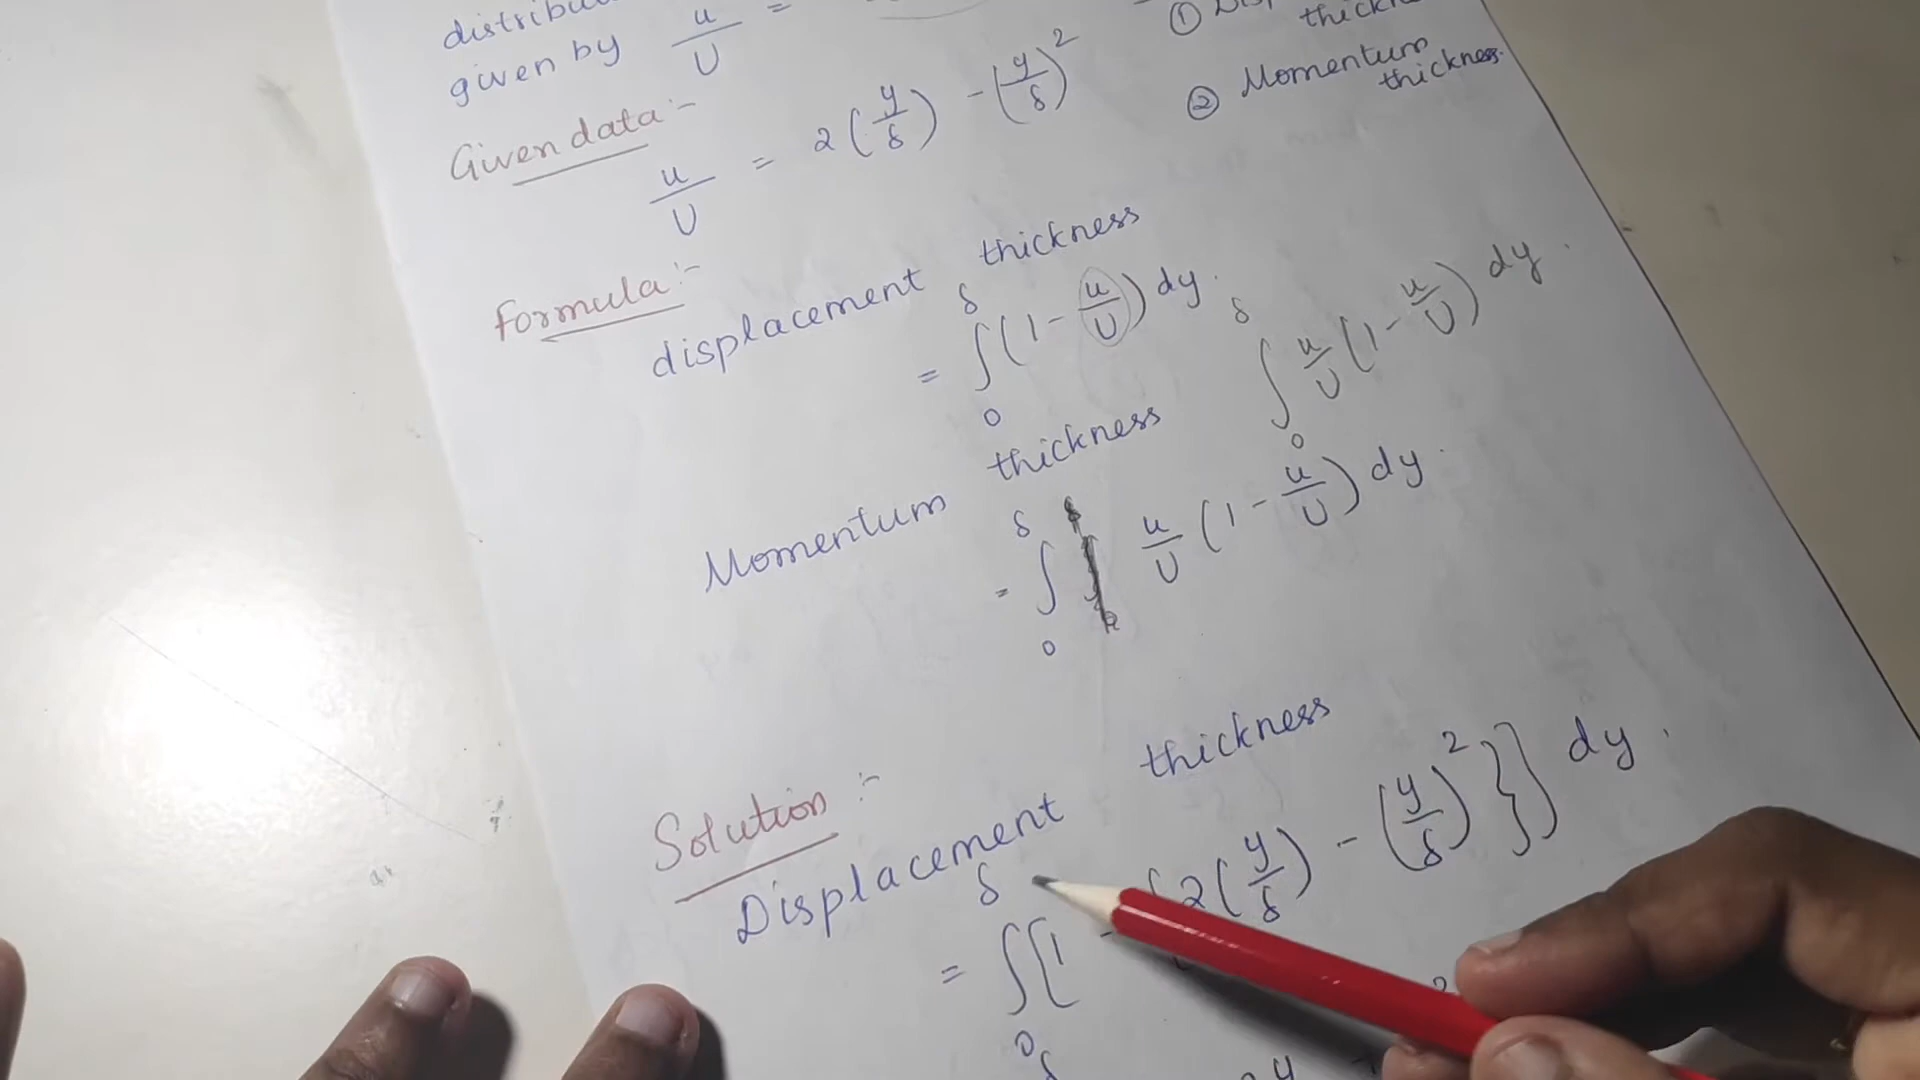 given by u/U =
① thickn
② Momentum thickness.
Given data :-
u/U = 2(y/δ) - (y/δ)²
Formula :-
displacement thickness
= ∫₀^δ (1 - u/U) dy.
∫₀^δ u/U (1 - u/U) dy.
Momentum thickness
= ∫₀^δ u/U (1 - u/U) dy.
Solution :-
Displacement thickness
= ∫₀^δ [1 - {2(y/δ) - (y/δ)²}] dy.